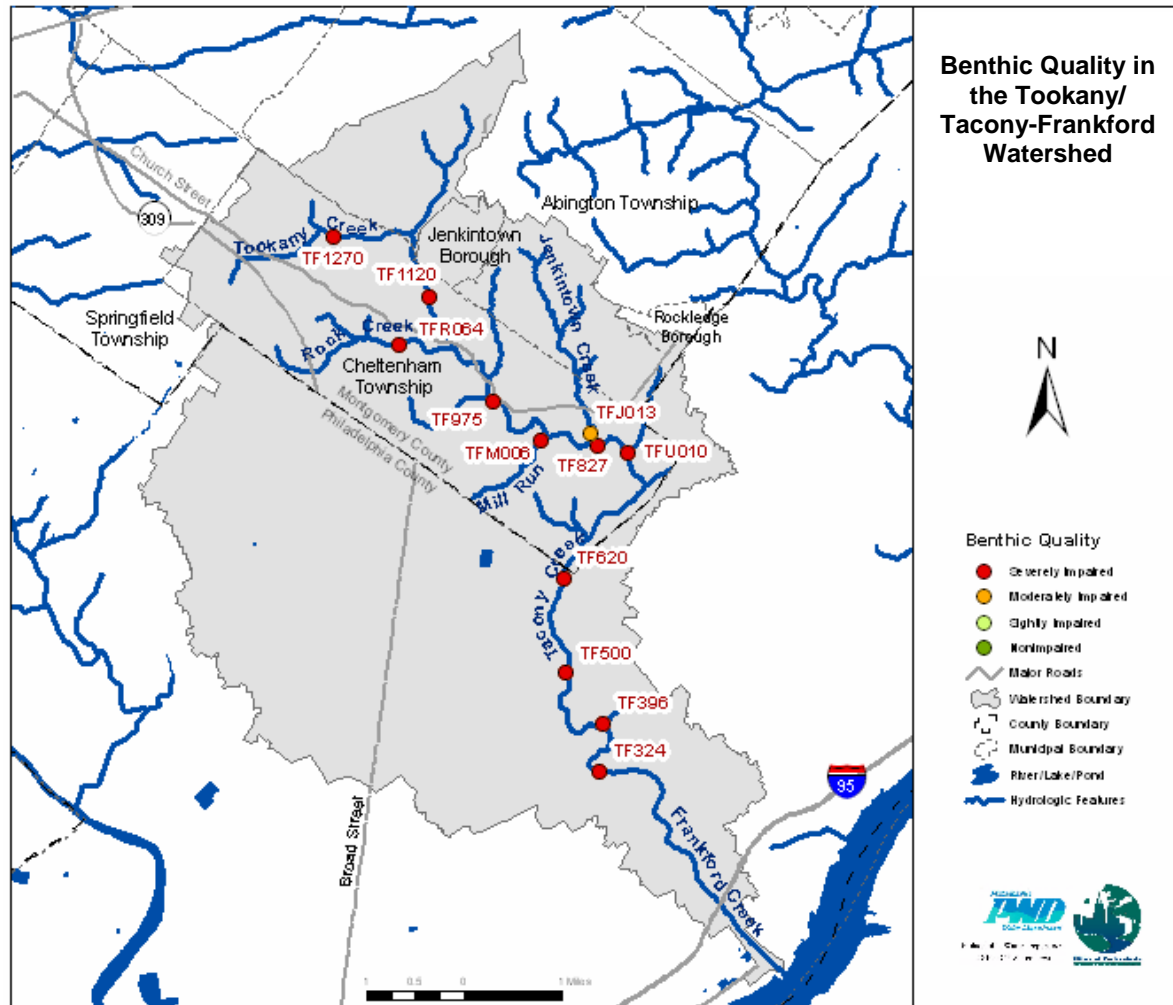 Benthic Quality in
the Tookany/
Tacony-Frankford
Watershed
Church Street
309
Abington Township
Tookany Creek
Jenkintown
Borough
Jenkintown Creek
TF1270
TF1120
Springfield
Township
Rock Creek
TFR064
Rockledge
Borough
Cheltenham
Township
Montgomery County
Philadelphia County
TF975
TFJ013
TFM006
TF827
TFU010
Mill Run
TF620
Tacony Creek
TF500
TF396
TF324
95
Broad Street
Frankford Creek
N
Benthic Quality
Severely Impaired
Moderately Impaired
Slightly Impaired
Nonimpaired
Major Roads
Watershed Boundary
County Boundary
Municipal Boundary
River/Lake/Pond
Hydrologic Features
1 0.5 0 1 Miles
PWD